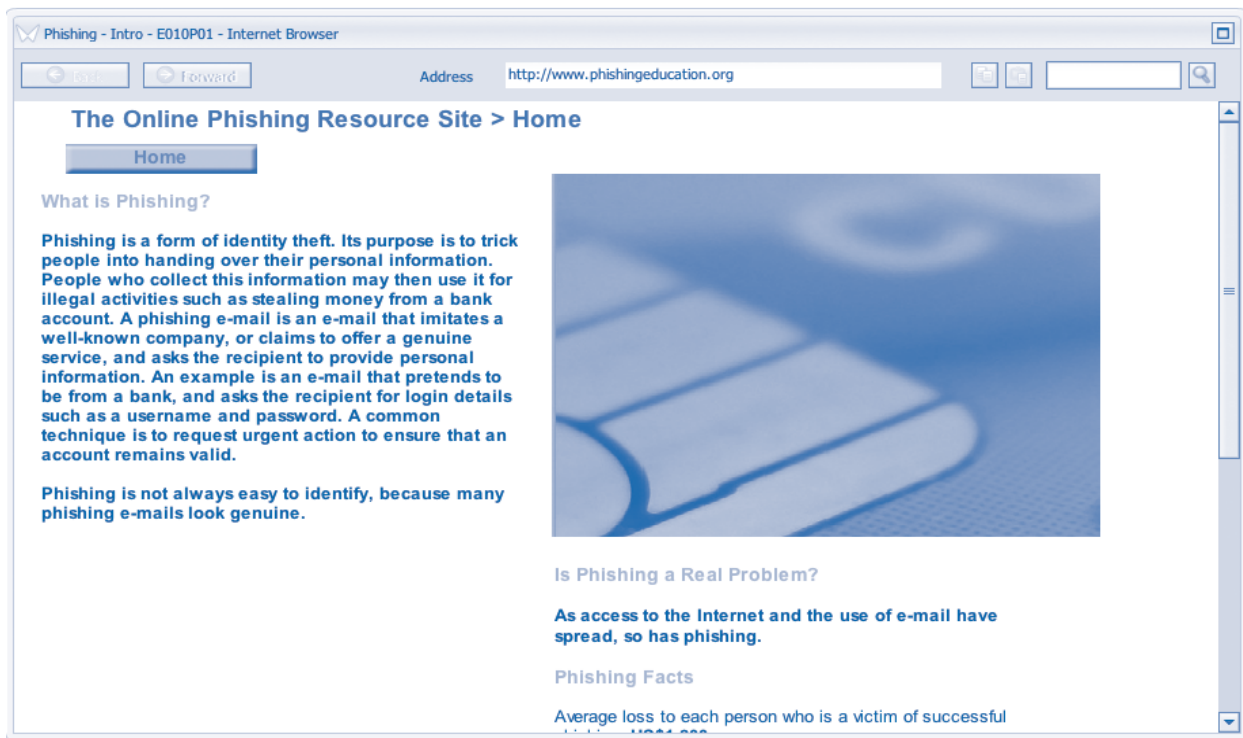 Phishing - Intro - E010P01 - Internet Browser
Forward
Address
http://www.phishingeducation.org
The Online Phishing Resource Site > Home
Home
What is Phishing?
Phishing is a form of identity theft. Its purpose is to trick
people into handing over their personal information.
People who collect this information may then use it for
illegal activities such as stealing money from a bank
account. A phishing e-mail is an e-mail that imitates a
well-known company, or claims to offer a genuine
service, and asks the recipient to provide personal
information. An example is an e-mail that pretends to
be from a bank, and asks the recipient for login details
such as a username and password. A common
technique is to request urgent action to ensure that an
account remains valid.
Phishing is not always easy to identify, because many
phishing e-mails look genuine.
Is Phishing a Real Problem?
As access to the Internet and the use of e-mail have
spread, so has phishing.
Phishing Facts
Average loss to each person who is a victim of successful